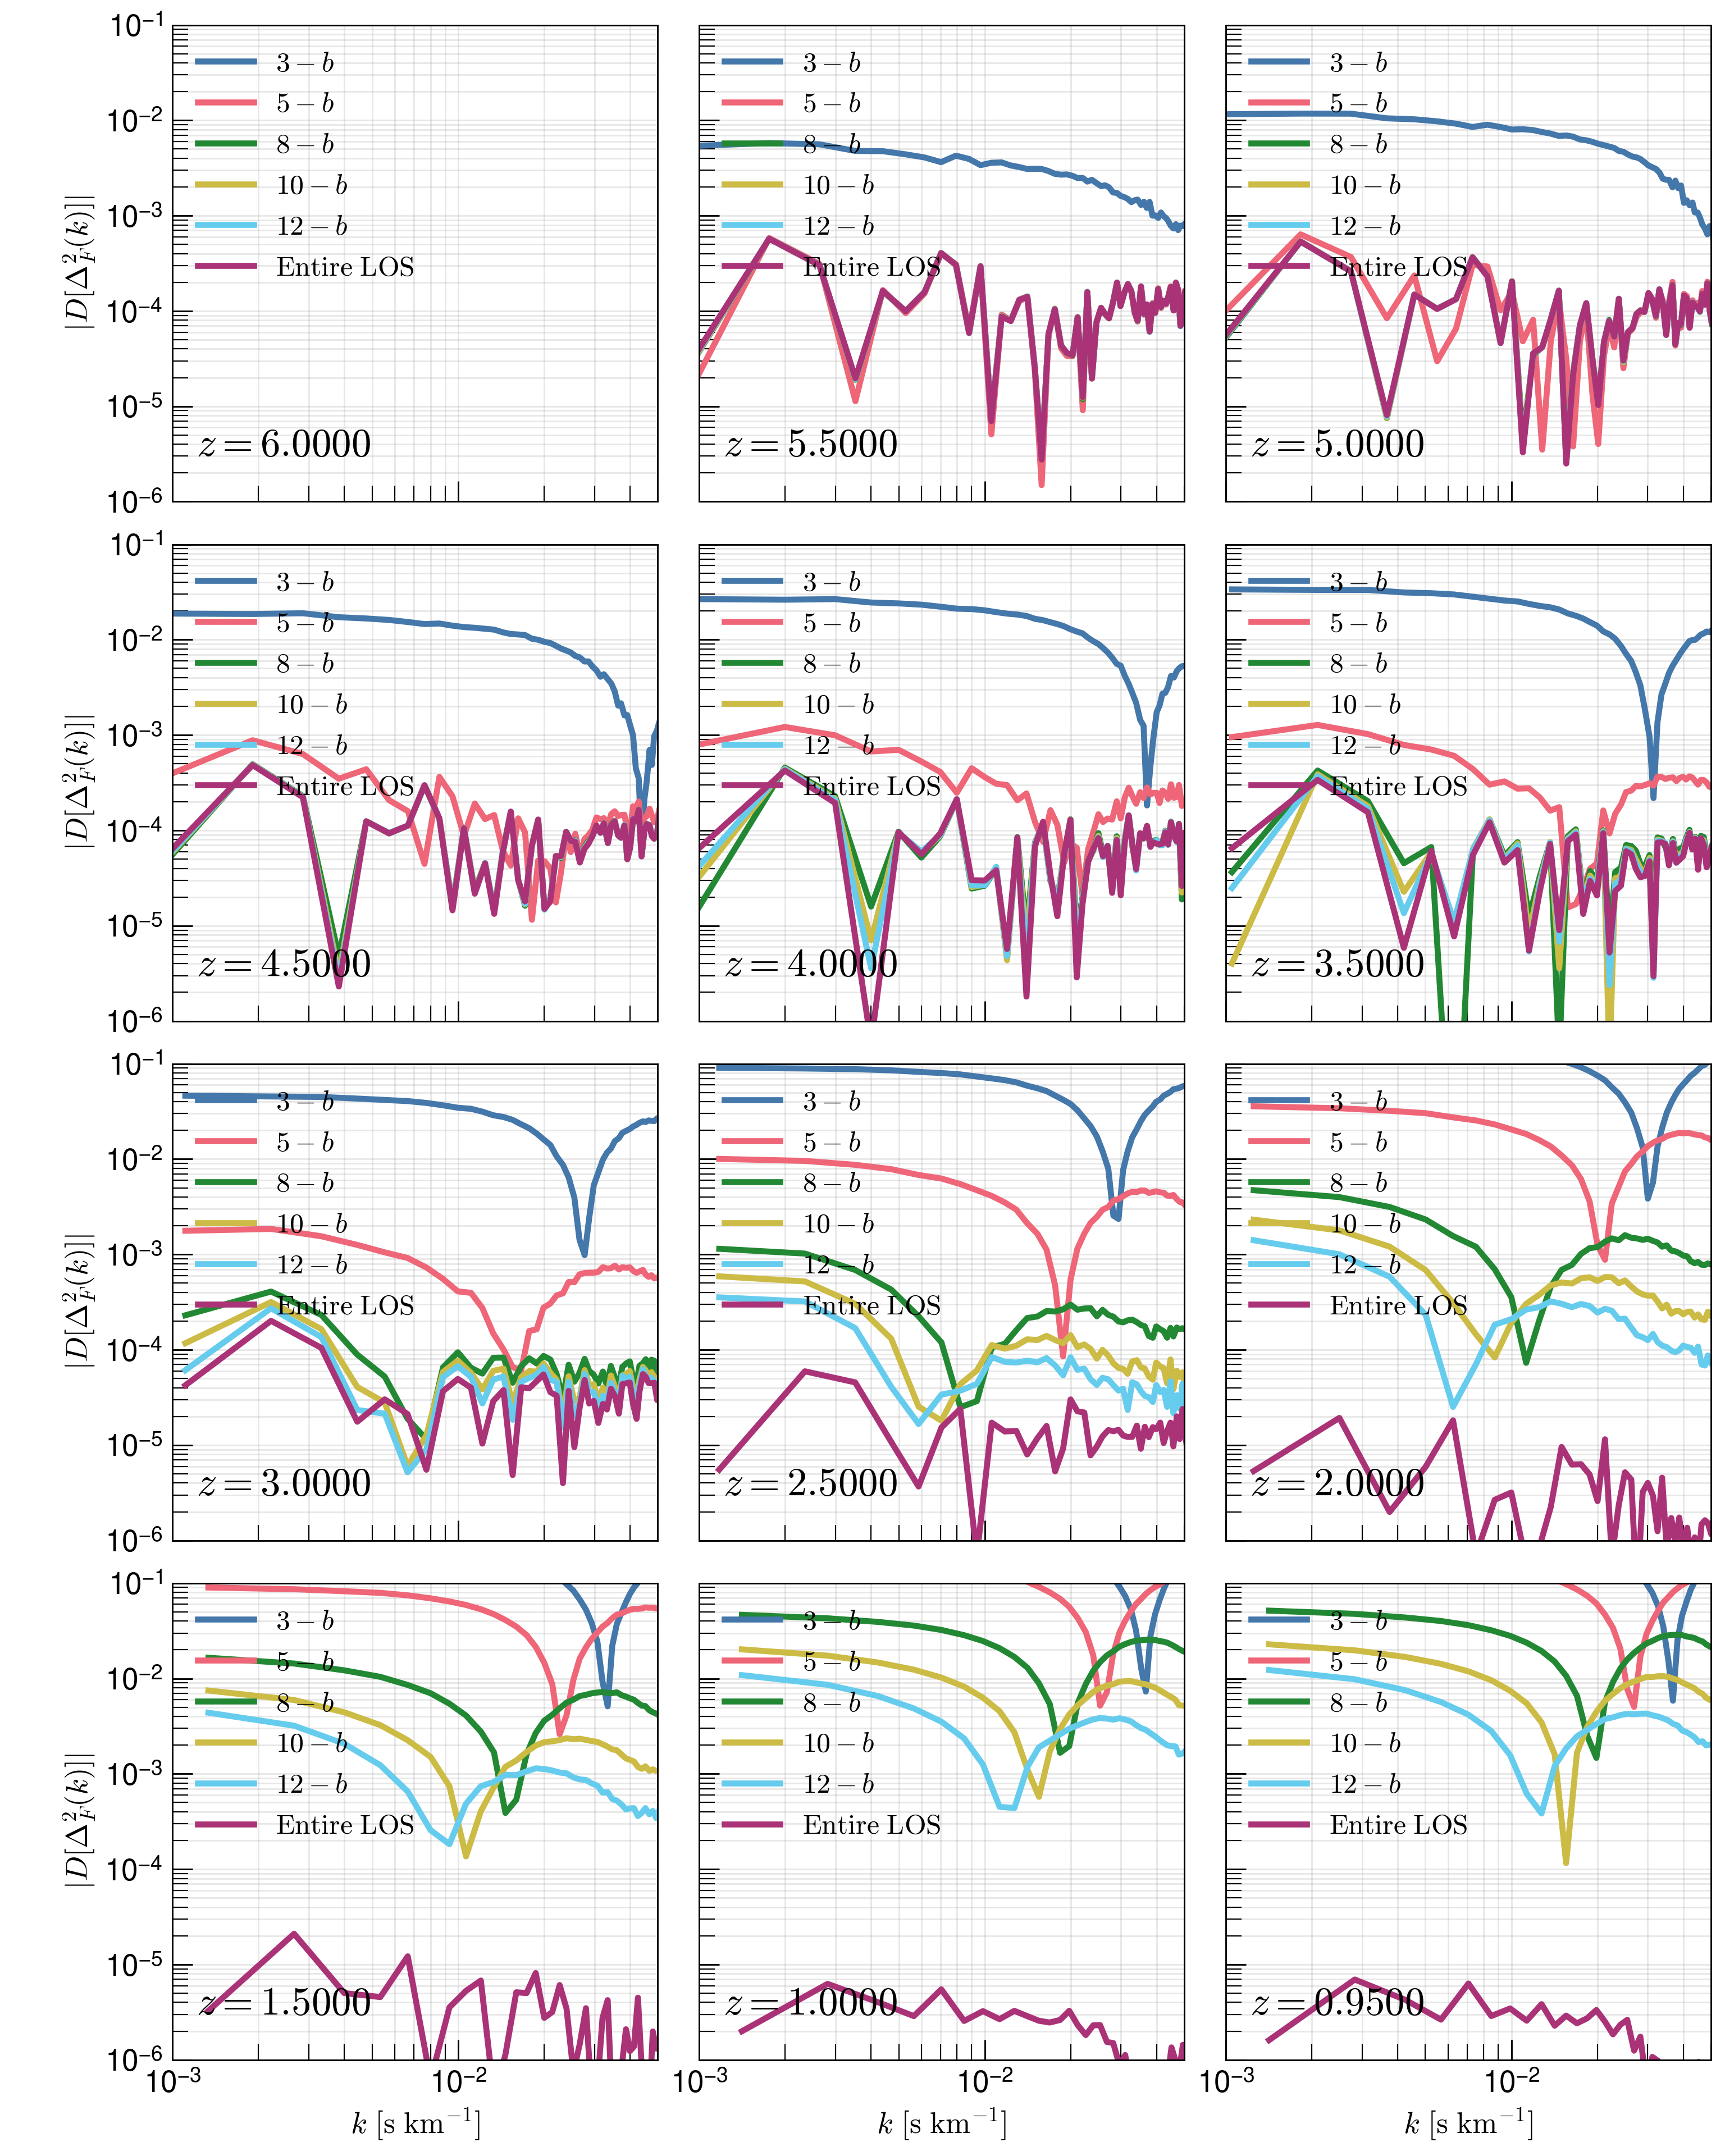 10⁻¹
10⁻²
10⁻³
10⁻⁴
10⁻⁵
10⁻⁶
|D[Δ²_F(k)]|
3 − b
5 − b
8 − b
10 − b
12 − b
Entire LOS
z = 6.0000
3 − b
5 − b
8 − b
10 − b
12 − b
Entire LOS
z = 5.5000
3 − b
5 − b
8 − b
10 − b
12 − b
Entire LOS
z = 5.0000
10⁻¹
10⁻²
10⁻³
10⁻⁴
10⁻⁵
10⁻⁶
|D[Δ²_F(k)]|
3 − b
5 − b
8 − b
10 − b
12 − b
Entire LOS
z = 4.5000
3 − b
5 − b
8 − b
10 − b
12 − b
Entire LOS
z = 4.0000
3 − b
5 − b
8 − b
10 − b
12 − b
Entire LOS
z = 3.5000
10⁻¹
10⁻²
10⁻³
10⁻⁴
10⁻⁵
10⁻⁶
|D[Δ²_F(k)]|
3 − b
5 − b
8 − b
10 − b
12 − b
Entire LOS
z = 3.0000
3 − b
5 − b
8 − b
10 − b
12 − b
Entire LOS
z = 2.5000
3 − b
5 − b
8 − b
10 − b
12 − b
Entire LOS
z = 2.0000
10⁻¹
10⁻²
10⁻³
10⁻⁴
10⁻⁵
10⁻⁶
|D[Δ²_F(k)]|
3 − b
5 − b
8 − b
10 − b
12 − b
Entire LOS
z = 1.5000
10⁻³
10⁻²
k [s km⁻¹]
3 − b
5 − b
8 − b
10 − b
12 − b
Entire LOS
z = 1.0000
10⁻³
10⁻²
k [s km⁻¹]
3 − b
5 − b
8 − b
10 − b
12 − b
Entire LOS
z = 0.9500
10⁻³
10⁻²
k [s km⁻¹]